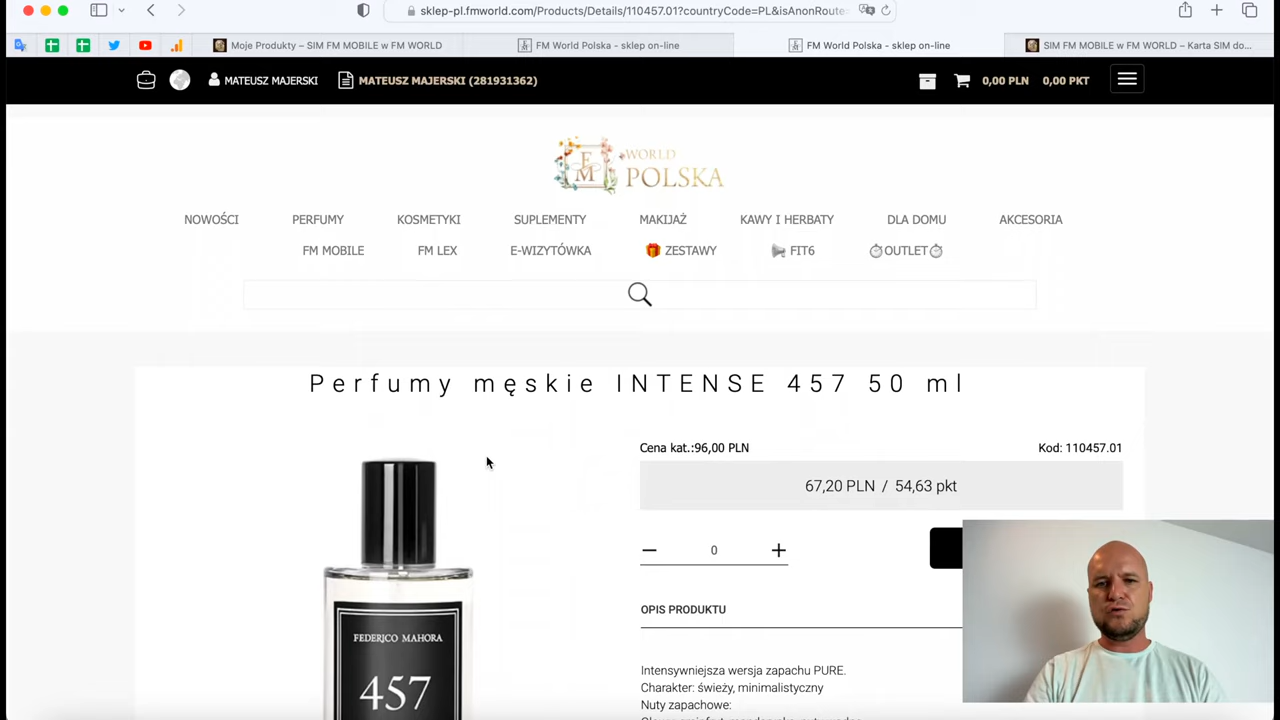 sklep-pl.fmworld.com/Products/Details/110457.01?countryCode=PL&isAnonRoute=
Moje Produkty – SIM FM MOBILE w FM WORLD
FM World Polska - sklep on-line
FM World Polska - sklep on-line
SIM FM MOBILE w FM WORLD – Karta SIM do...
MATEUSZ MAJERSKI
MATEUSZ MAJERSKI (281931362)
0,00 PLN
0,00 PKT
FM
WORLD
POLSKA
NOWOŚCI
PERFUMY
KOSMETYKI
SUPLEMENTY
MAKIJAŻ
KAWY I HERBATY
DLA DOMU
AKCESORIA
FM MOBILE
FM LEX
E-WIZYTÓWKA
ZESTAWY
FIT6
OUTLET
Perfumy męskie INTENSE 457 50 ml
Cena kat.:96,00 PLN
Kod: 110457.01
67,20 PLN / 54,63 pkt
0
OPIS PRODUKTU
FEDERICO MAHORA
457
Intensywniejsza wersja zapachu PURE.
Charakter: świeży, minimalistyczny
Nuty zapachowe: